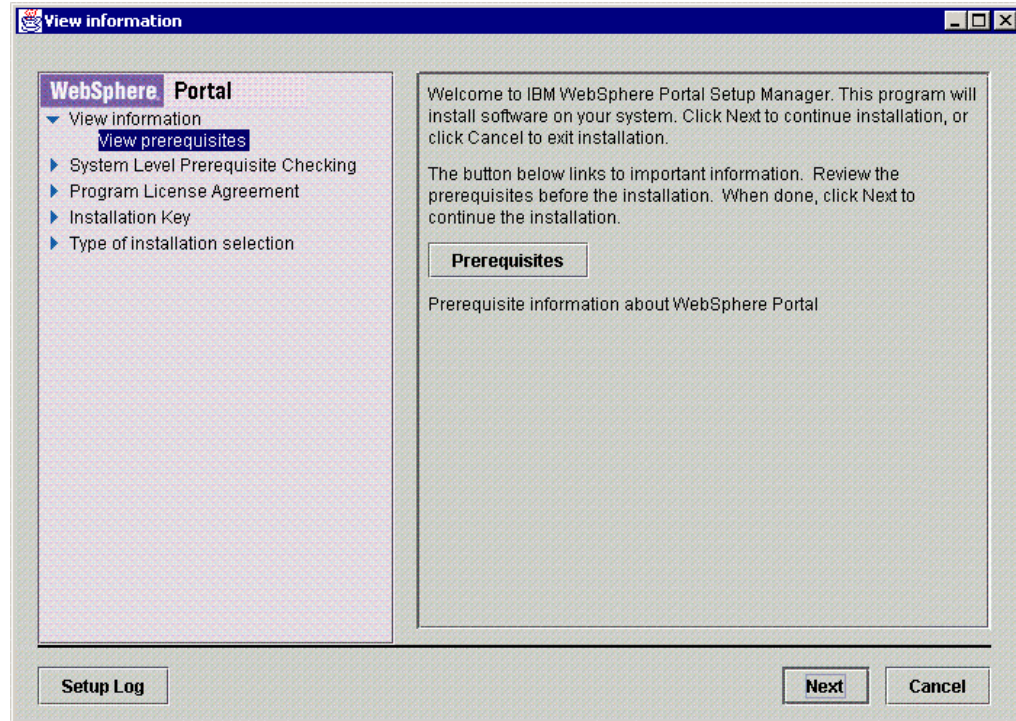 View information
WebSphere Portal
View information
View prerequisites
System Level Prerequisite Checking
Program License Agreement
Installation Key
Type of installation selection
Welcome to IBM WebSphere Portal Setup Manager. This program will
install software on your system. Click Next to continue installation, or
click Cancel to exit installation.
The button below links to important information. Review the
prerequisites before the installation. When done, click Next to
continue the installation.
Prerequisites
Prerequisite information about WebSphere Portal
Setup Log
Next
Cancel